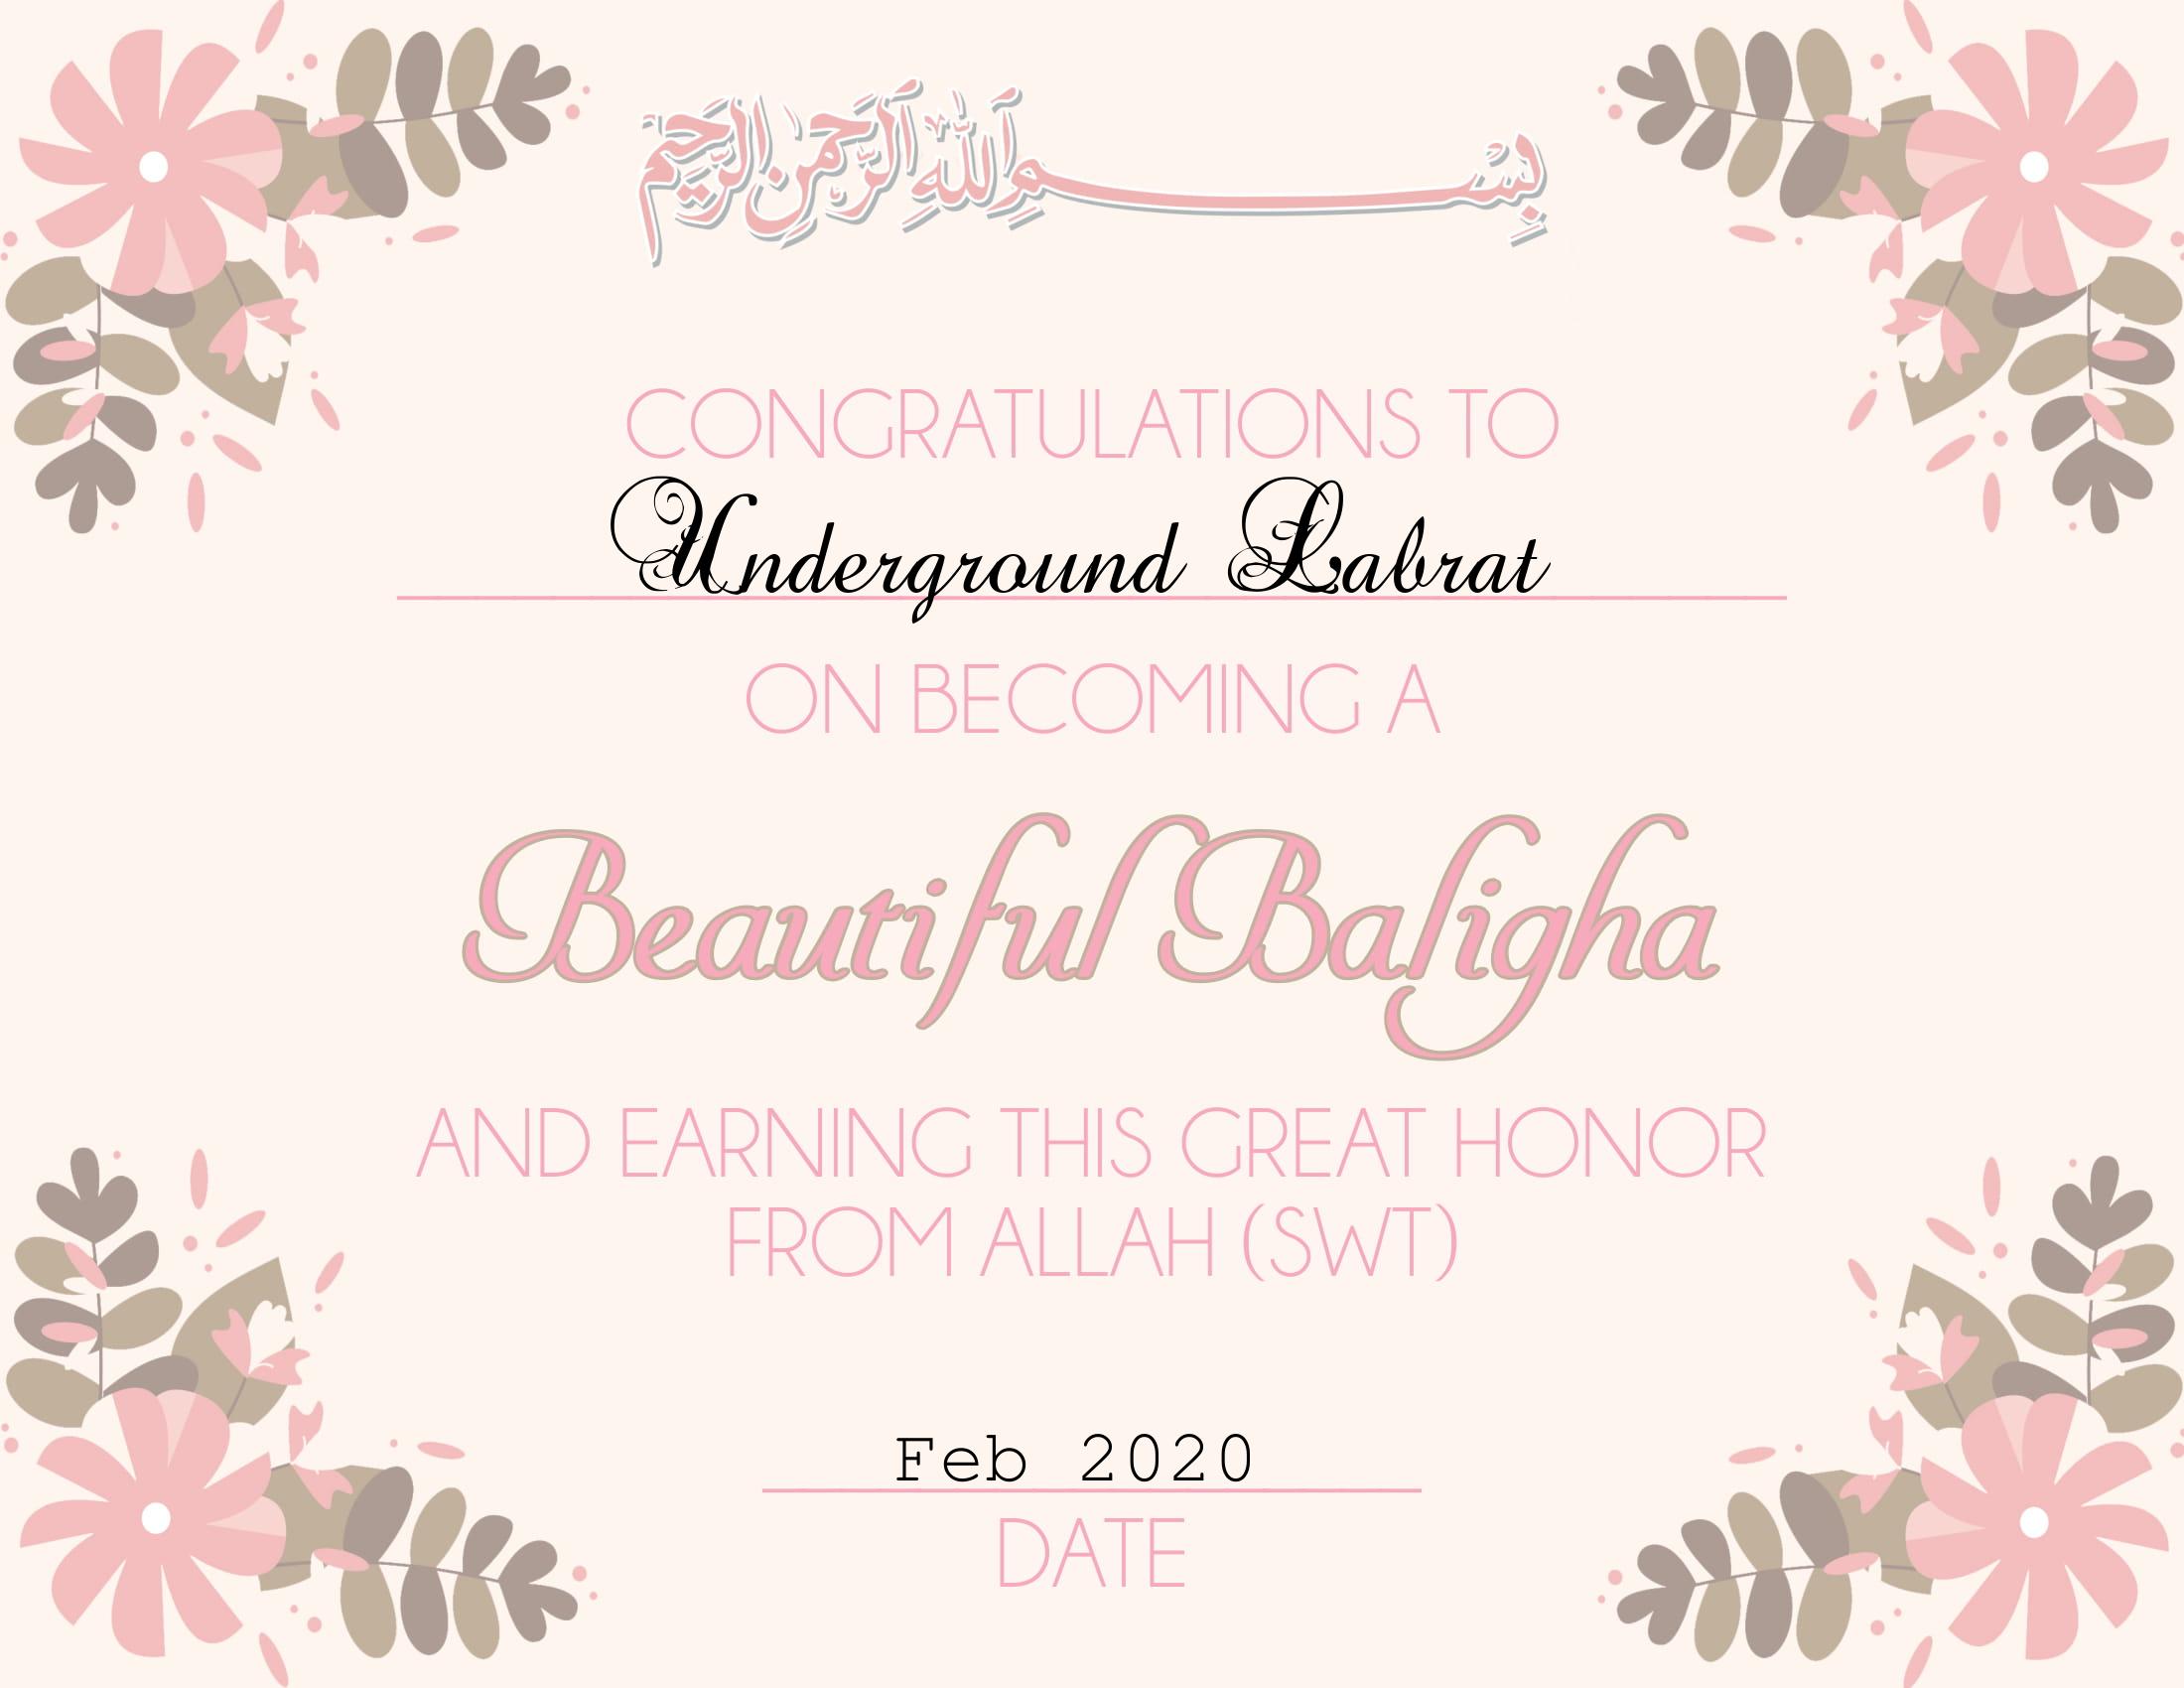 بسم الله الرحمن الرحيم
CONGRATULATIONS TO
Underground Labrat
ON BECOMING A
Beautiful Baligha
AND EARNING THIS GREAT HONOR
FROM ALLAH (SWT)
Feb 2020
DATE